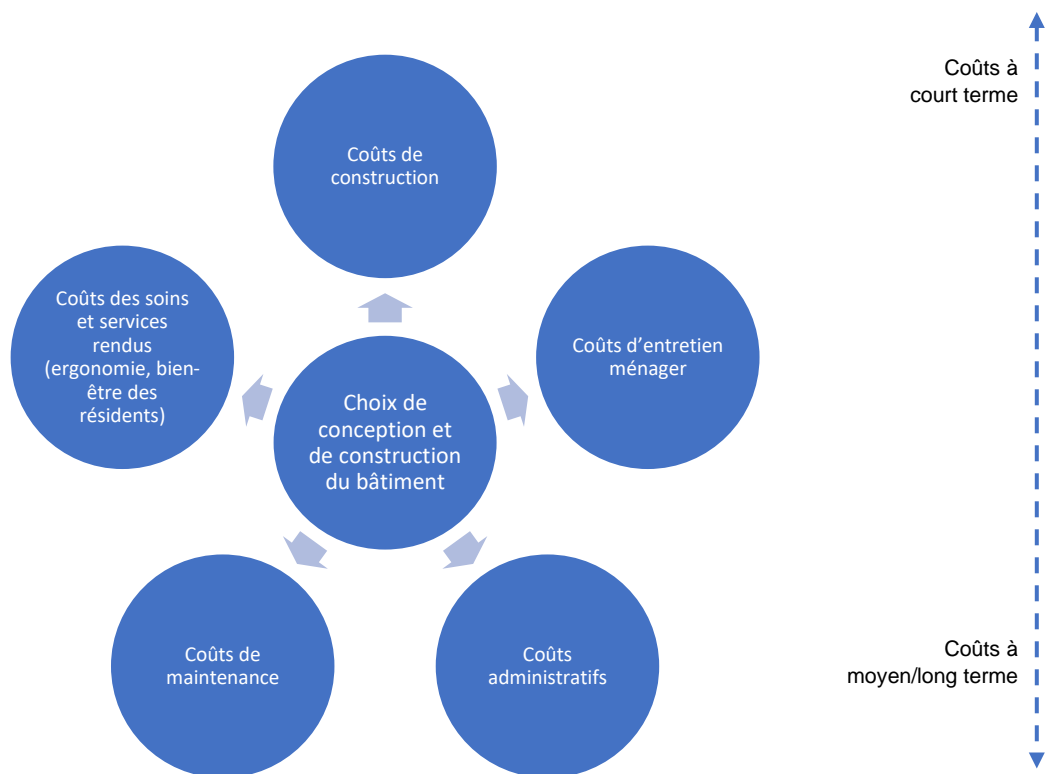 Coûts à
court terme
Coûts de
construction
Coûts des soins
et services
rendus
(ergonomie, bien-
être des
résidents)
Coûts d’entretien
ménager
Choix de
conception et
de construction
du bâtiment
Coûts de
maintenance
Coûts
administratifs
Coûts à
moyen/long terme